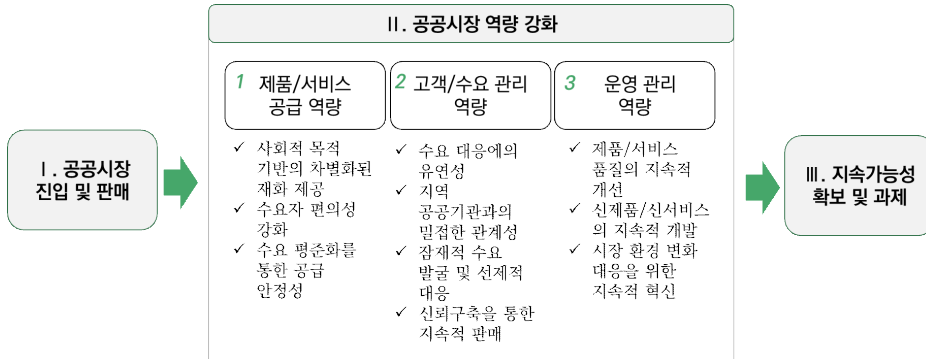 Ⅱ. 공공시장 역량 강화
Ⅰ. 공공시장
진입 및 판매
1 제품/서비스
공급 역량
✓ 사회적 목적
기반의 차별화된
재화 제공
✓ 수요자 편의성
강화
✓ 수요 평준화를
통한 공급
안정성
2 고객/수요 관리
역량
✓ 수요 대응에의
유연성
✓ 지역
공공기관과의
밀접한 관계성
✓ 잠재적 수요
발굴 및 선제적
대응
✓ 신뢰구축을 통한
지속적 판매
3 운영 관리
역량
✓ 제품/서비스
품질의 지속적
개선
✓ 신제품/신서비스
의 지속적 개발
✓ 시장 환경 변화
대응을 위한
지속적 혁신
Ⅲ. 지속가능성
확보 및 과제